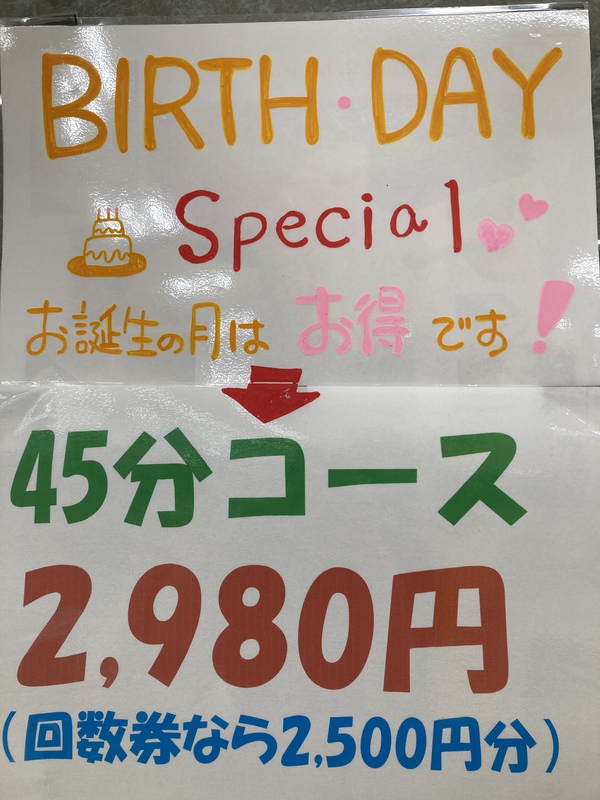 BIRTH・DAY
Special
お誕生の月は お得 です!
45分コース
2,980円
(回数券なら2,500円分)